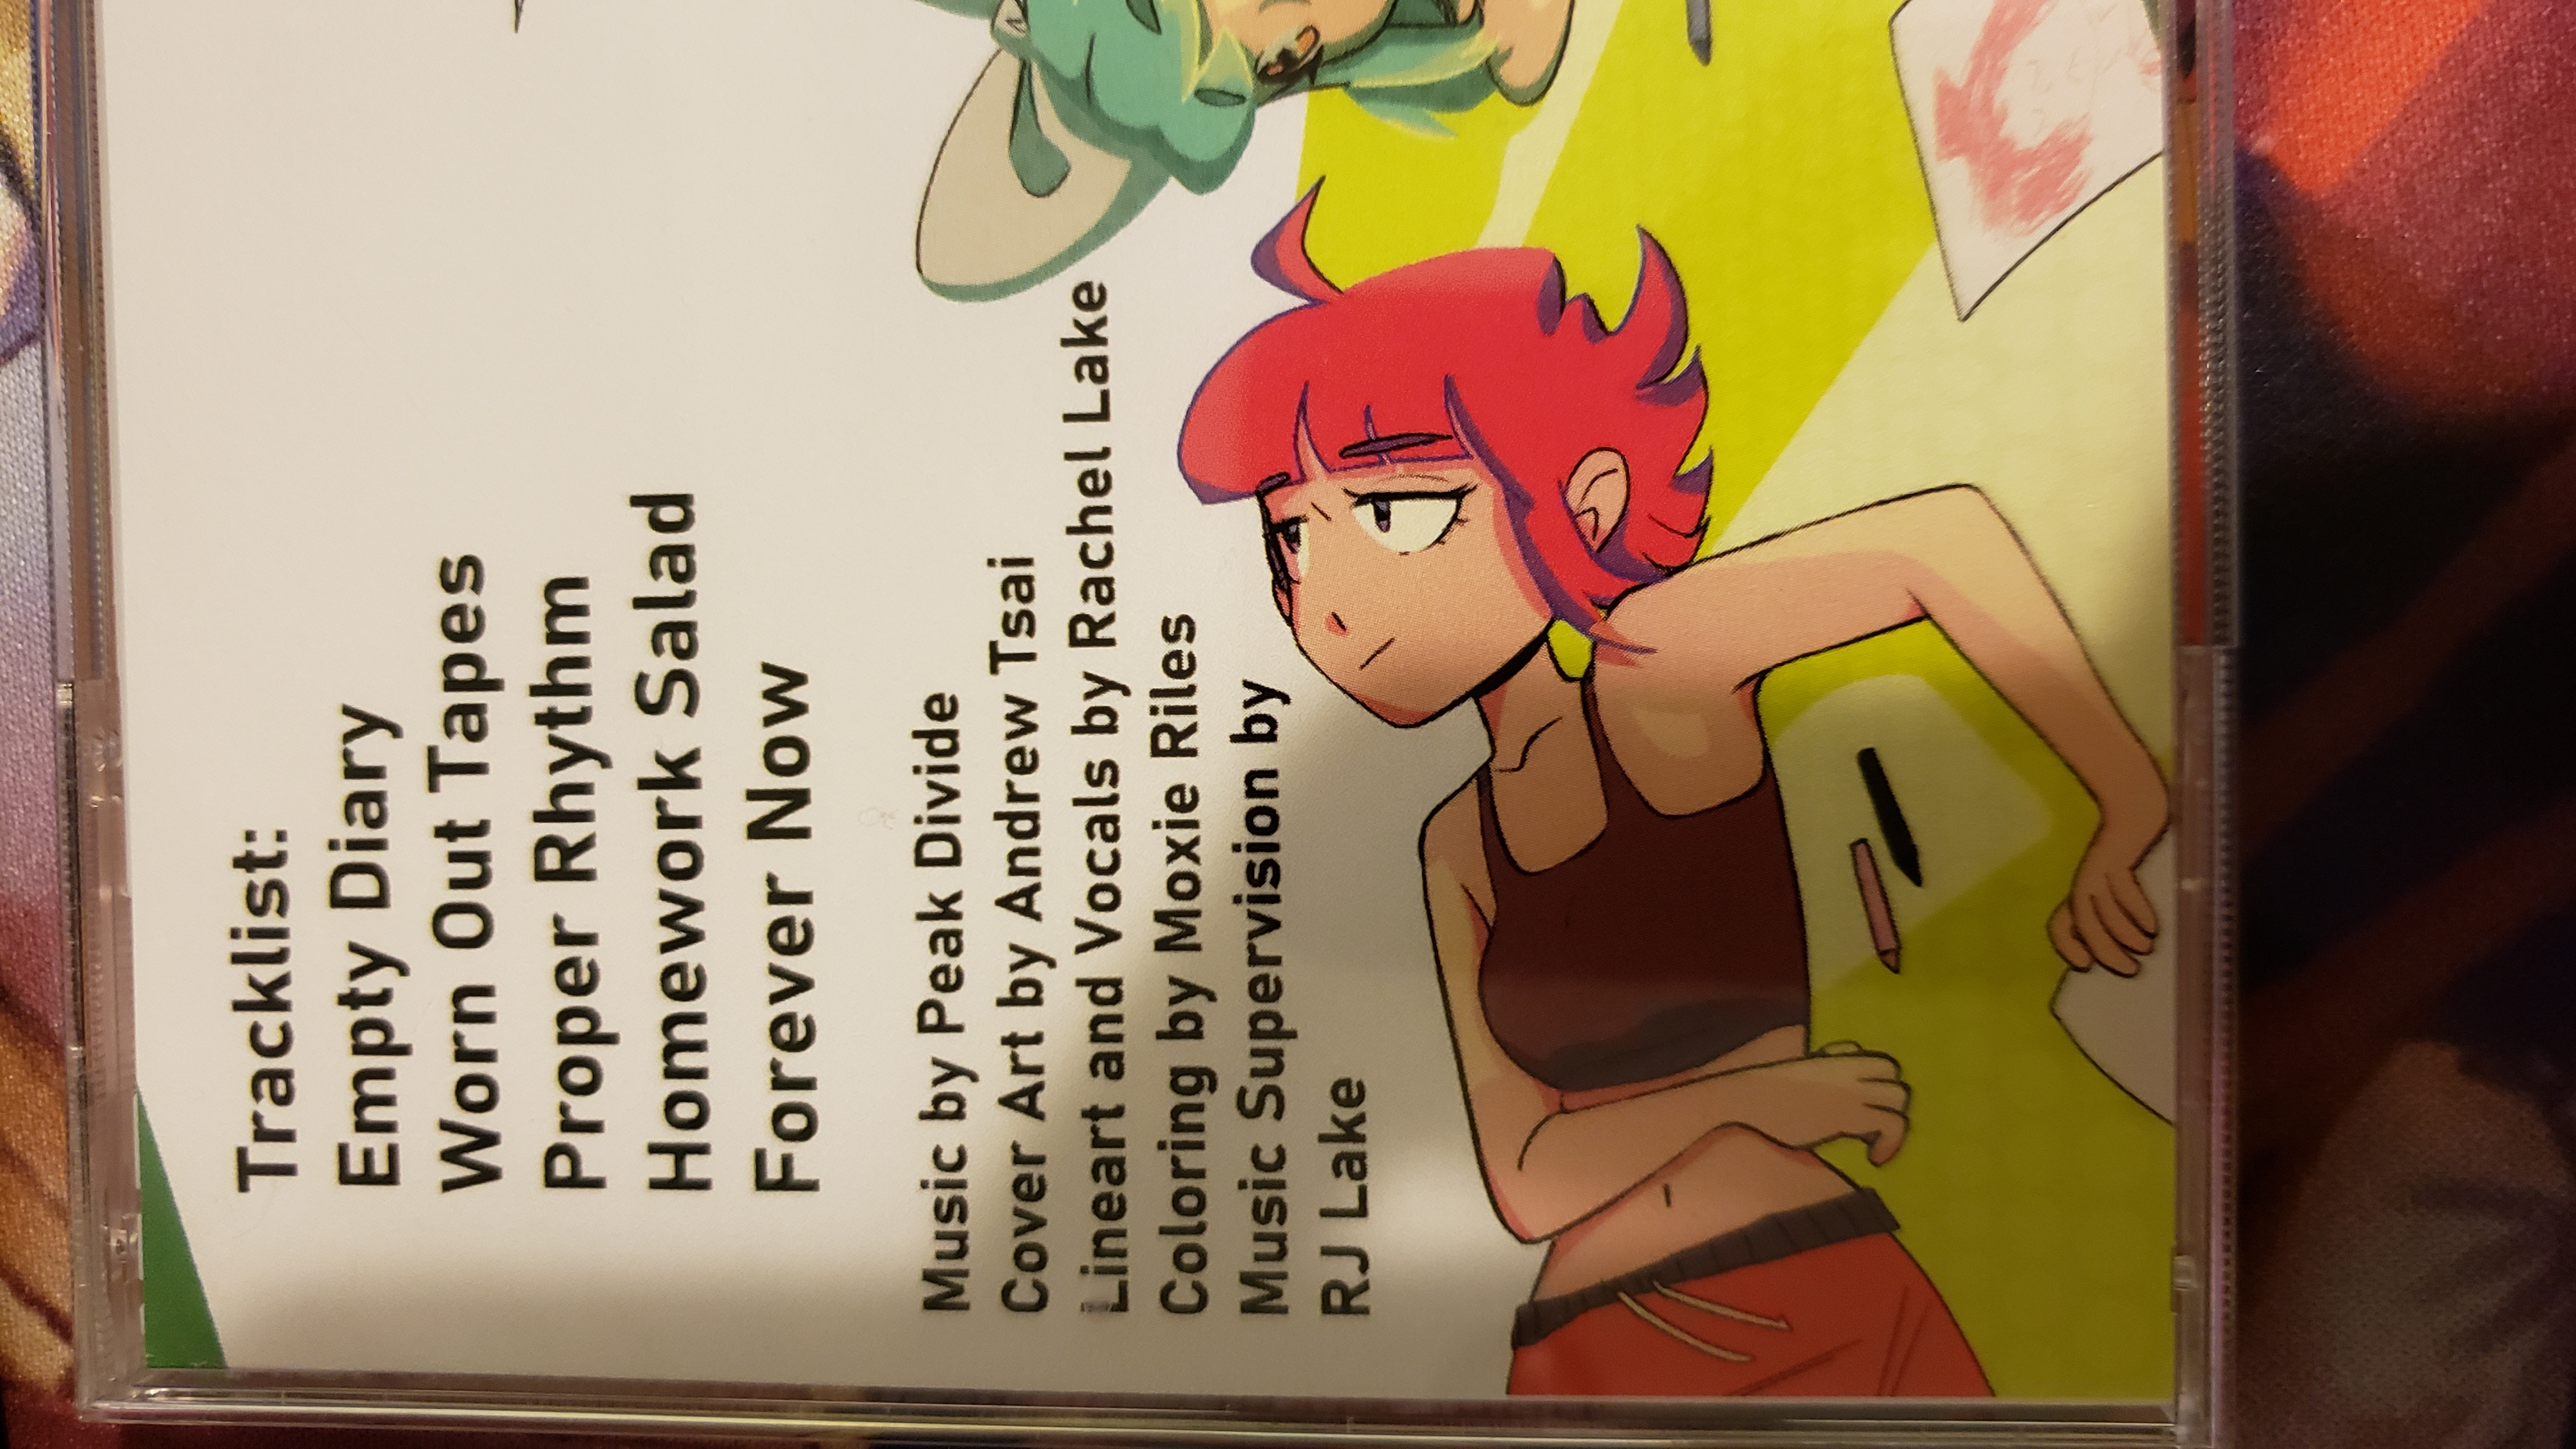 Tracklist:
Empty Diary
Worn Out Tapes
Proper Rhythm
Homework Salad
Forever Now
Music by Peak Divide
Cover Art by Andrew Tsai
Lineart and Vocals by Rachel Lake
Coloring by Moxie Riles
Music Supervision by
RJ Lake